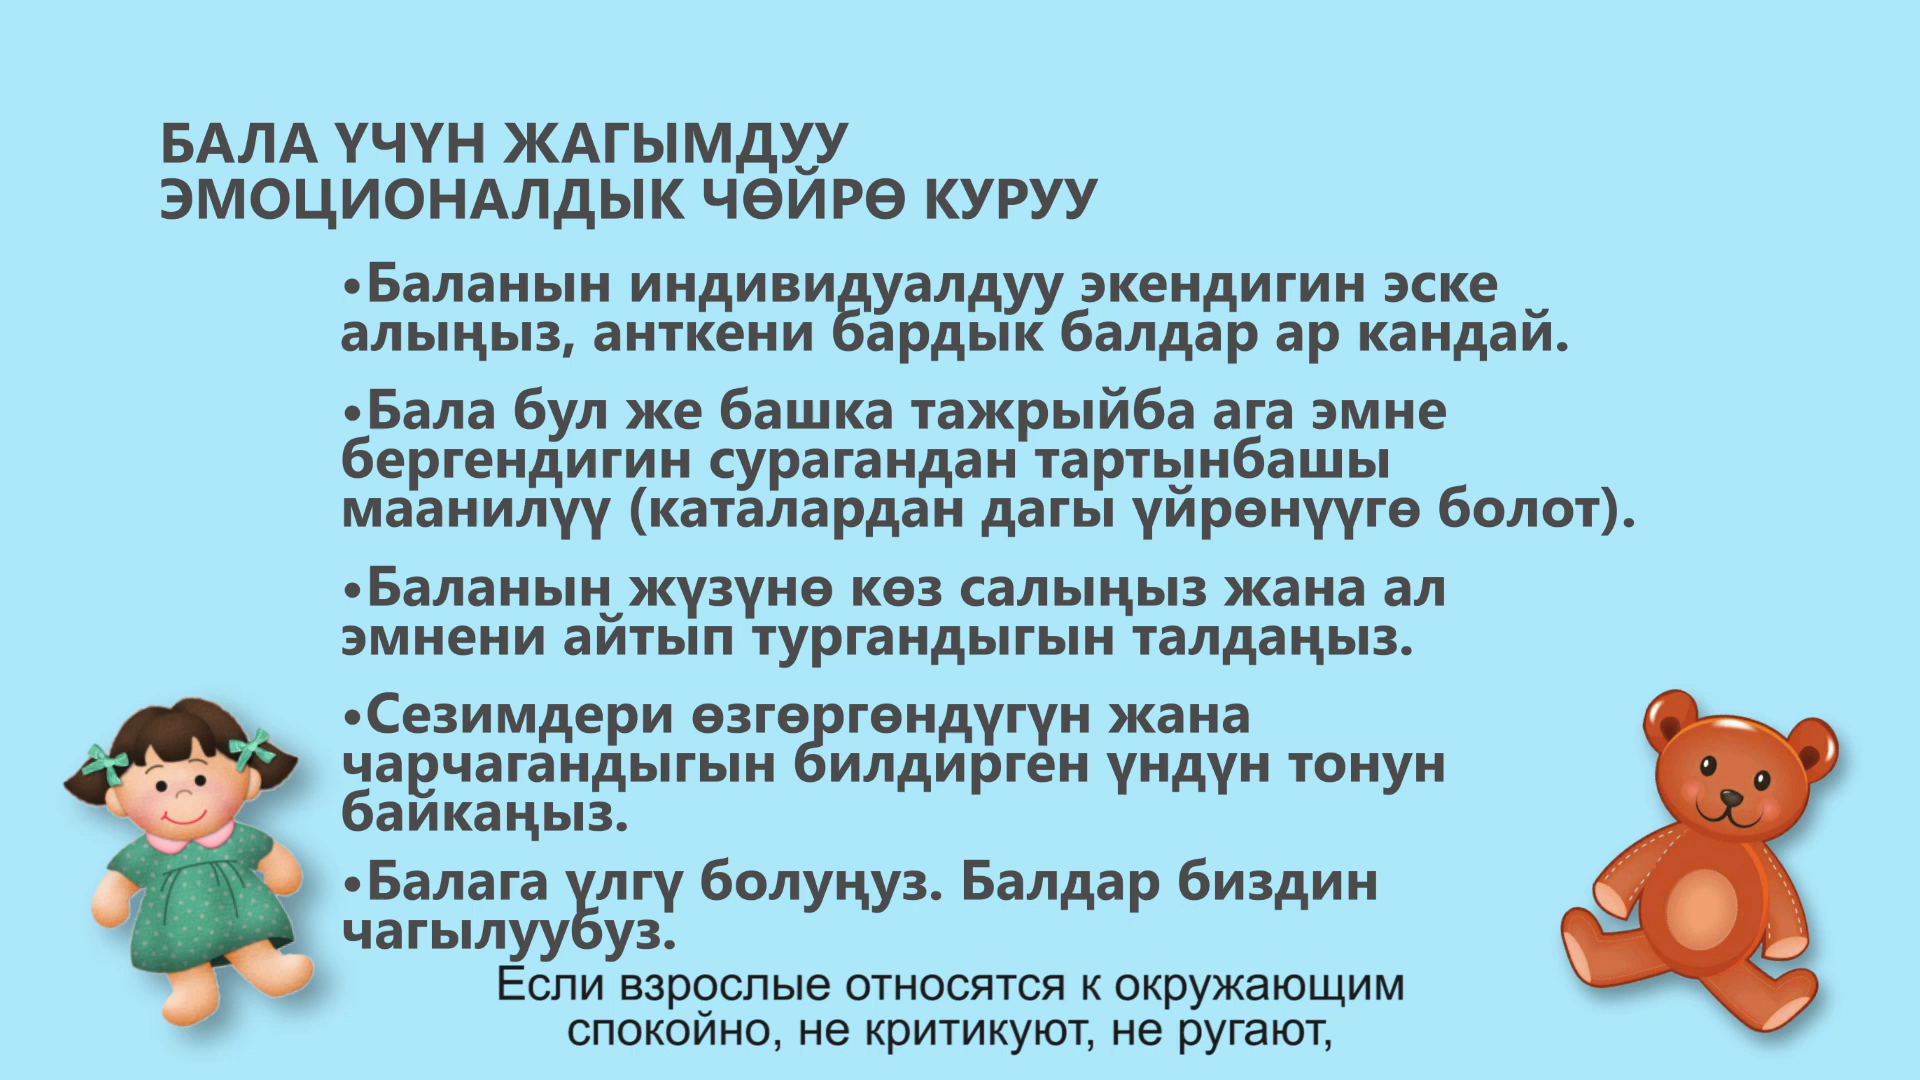 БАЛА ҮЧҮН ЖАГЫМДУУ
ЭМОЦИОНАЛДЫК ЧӨЙРӨ КУРУУ
•Баланын индивидуалдуу экендигин эске
алыңыз, анткени бардык балдар ар кандай.
•Бала бул же башка тажрыйба ага эмне
бергендигин сурагандан тартынбашы
маанилүү (каталардан дагы үйрөнүүгө болот).
•Баланын жүзүнө көз салыңыз жана ал
эмнени айтып тургандыгын талдаңыз.
•Сезимдери өзгөргөндүгүн жана
чарчагандыгын билдирген үндүн тонун
байкаңыз.
•Балага үлгү болуңуз. Балдар биздин
чагылуубуз.
Если взрослые относятся к окружающим
спокойно, не критикуют, не ругают,